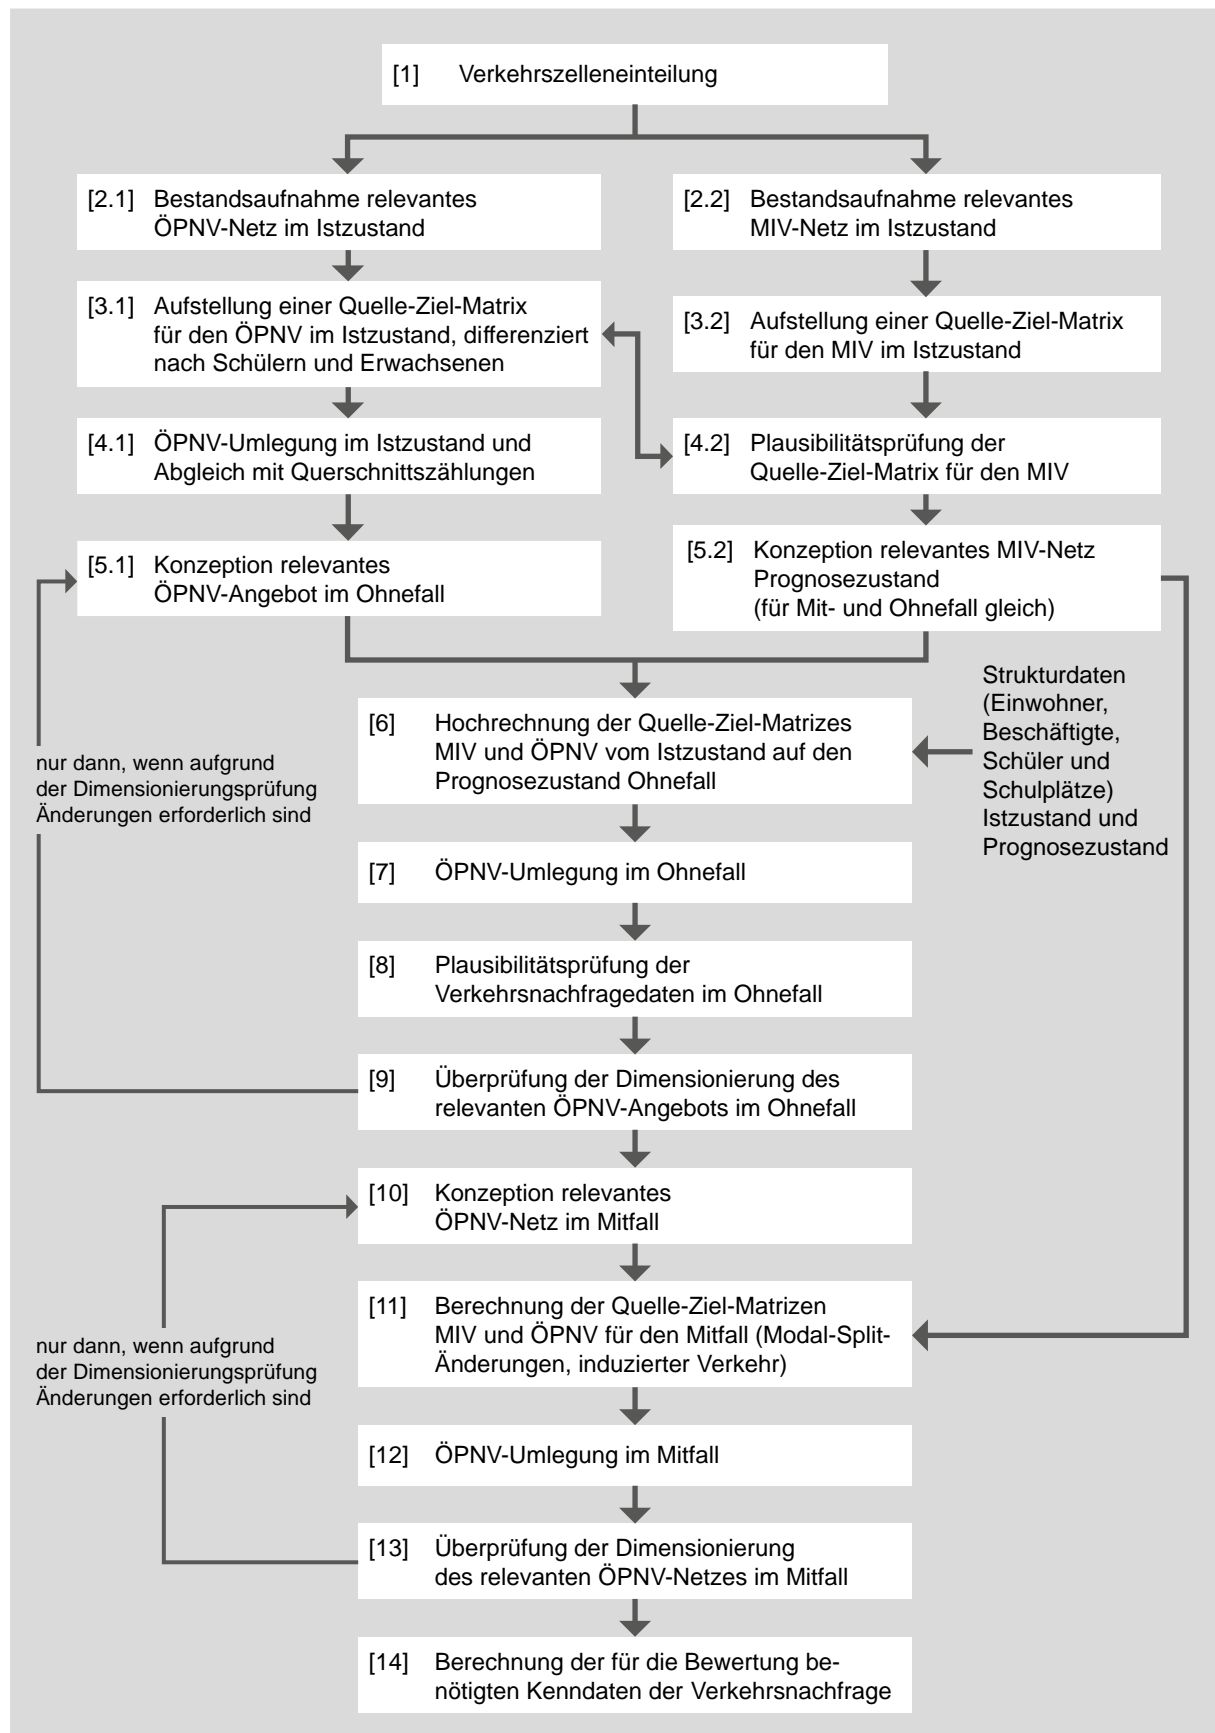 [1] Verkehrszelleneinteilung
[2.1] Bestandsaufnahme relevantes
ÖPNV-Netz im Istzustand
[2.2] Bestandsaufnahme relevantes
MIV-Netz im Istzustand
[3.1] Aufstellung einer Quelle-Ziel-Matrix
für den ÖPNV im Istzustand, differenziert
nach Schülern und Erwachsenen
[3.2] Aufstellung einer Quelle-Ziel-Matrix
für den MIV im Istzustand
[4.1] ÖPNV-Umlegung im Istzustand und
Abgleich mit Querschnittszählungen
[4.2] Plausibilitätsprüfung der
Quelle-Ziel-Matrix für den MIV
[5.1] Konzeption relevantes
ÖPNV-Angebot im Ohnefall
[5.2] Konzeption relevantes MIV-Netz
Prognosezustand
(für Mit- und Ohnefall gleich)
Strukturdaten
(Einwohner,
Beschäftigte,
Schüler und
Schulplätze)
Istzustand und
Prognosezustand
[6] Hochrechnung der Quelle-Ziel-Matrizes
MIV und ÖPNV vom Istzustand auf den
Prognosezustand Ohnefall
nur dann, wenn aufgrund
der Dimensionierungsprüfung
Änderungen erforderlich sind
[7] ÖPNV-Umlegung im Ohnefall
[8] Plausibilitätsprüfung der
Verkehrsnachfragedaten im Ohnefall
[9] Überprüfung der Dimensionierung des
relevanten ÖPNV-Angebots im Ohnefall
[10] Konzeption relevantes
ÖPNV-Netz im Mitfall
[11] Berechnung der Quelle-Ziel-Matrizen
MIV und ÖPNV für den Mitfall (Modal-Split-
Änderungen, induzierter Verkehr)
nur dann, wenn aufgrund
der Dimensionierungsprüfung
Änderungen erforderlich sind
[12] ÖPNV-Umlegung im Mitfall
[13] Überprüfung der Dimensionierung
des relevanten ÖPNV-Netzes im Mitfall
[14] Berechnung der für die Bewertung be-
nötigten Kenndaten der Verkehrsnachfrage